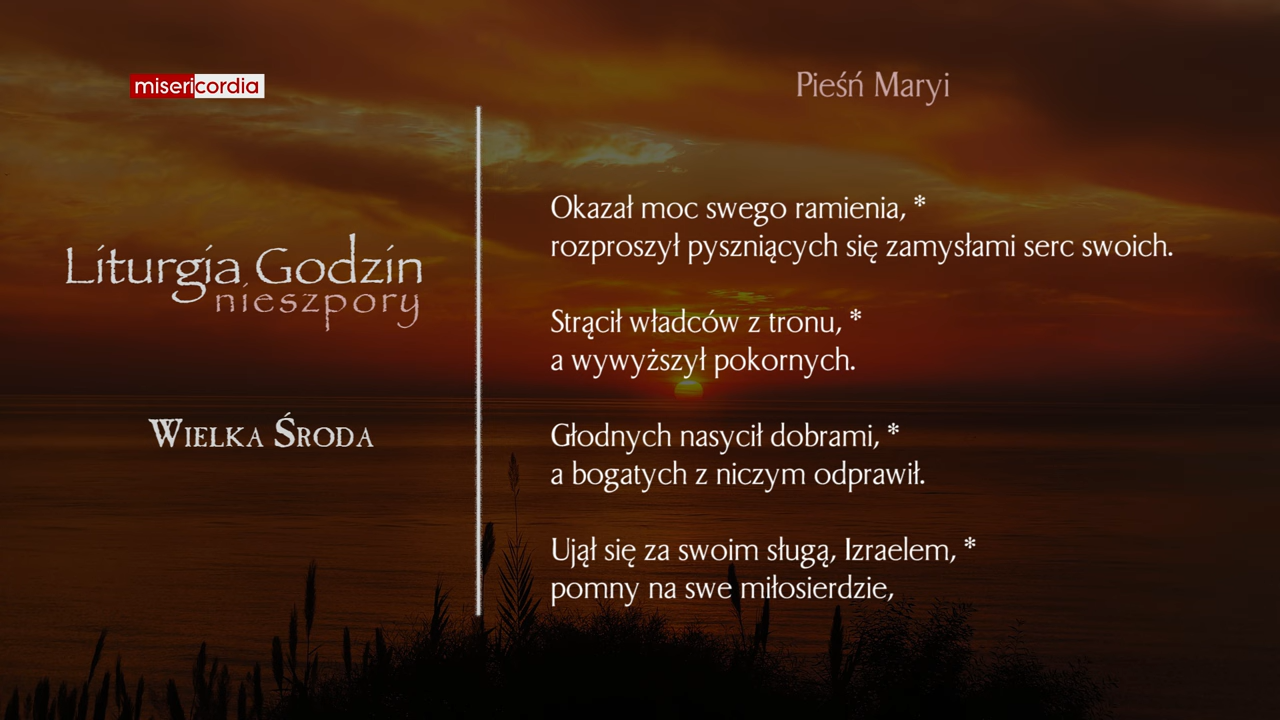 misericordia
Liturgia Godzin
nieszpory
Wielka Środa
Pieśń Maryi
Okazał moc swego ramienia, *
rozproszył pyszniących się zamysłami serc swoich.
Strącił władców z tronu, *
a wywyższył pokornych.
Głodnych nasycił dobrami, *
a bogatych z niczym odprawił.
Ujął się za swoim sługą, Izraelem, *
pomny na swe miłosierdzie,